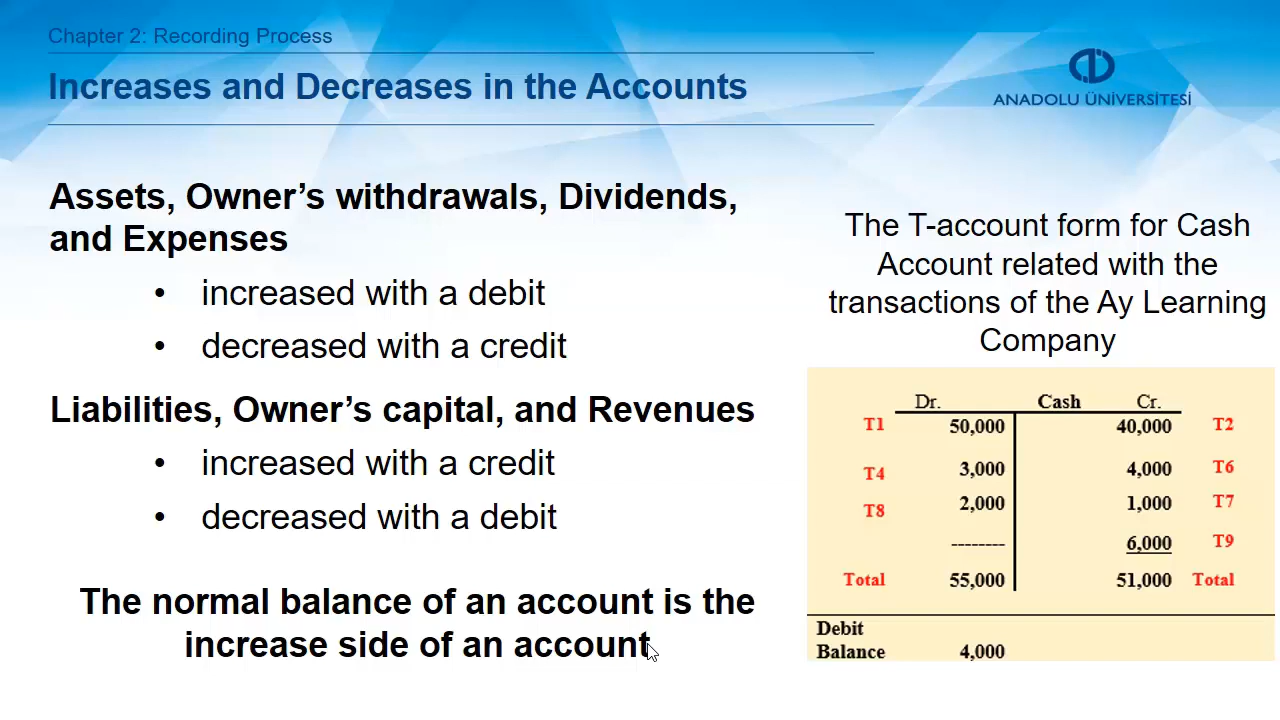 Chapter 2: Recording Process
Increases and Decreases in the Accounts
ANADOLU ÜNİVERSİTESİ
Assets, Owner’s withdrawals, Dividends,
and Expenses
• increased with a debit
• decreased with a credit
Liabilities, Owner’s capital, and Revenues
• increased with a credit
• decreased with a debit
The normal balance of an account is the
increase side of an account
The T-account form for Cash
Account related with the
transactions of the Ay Learning
Company
Dr. Cash Cr.
T1 50,000 40,000 T2
T4 3,000 4,000 T6
T8 2,000 1,000 T7
-------- 6,000 T9
Total 55,000 51,000 Total
Debit
Balance 4,000